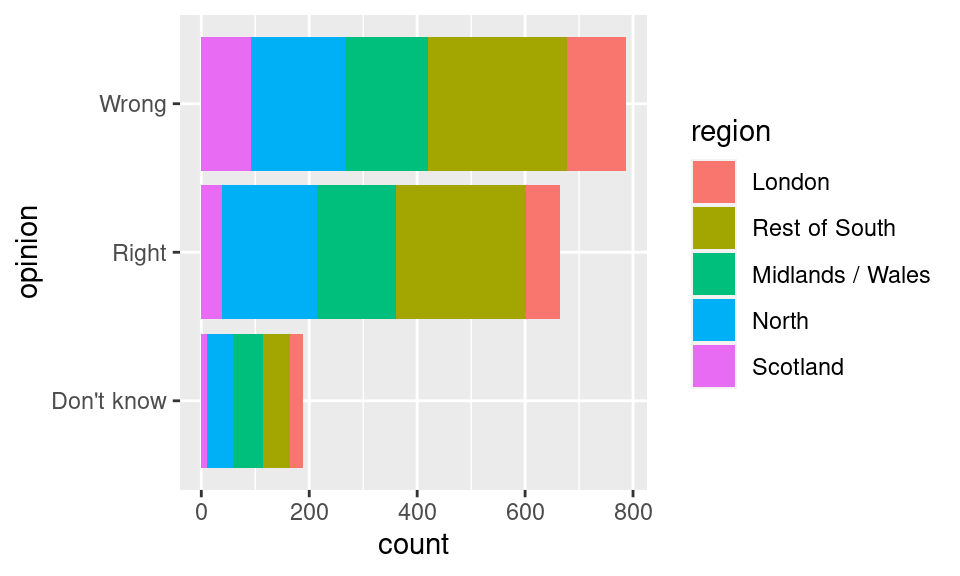 opinion
Wrong
Right
Don't know
0 200 400 600 800
count
region
London
Rest of South
Midlands / Wales
North
Scotland